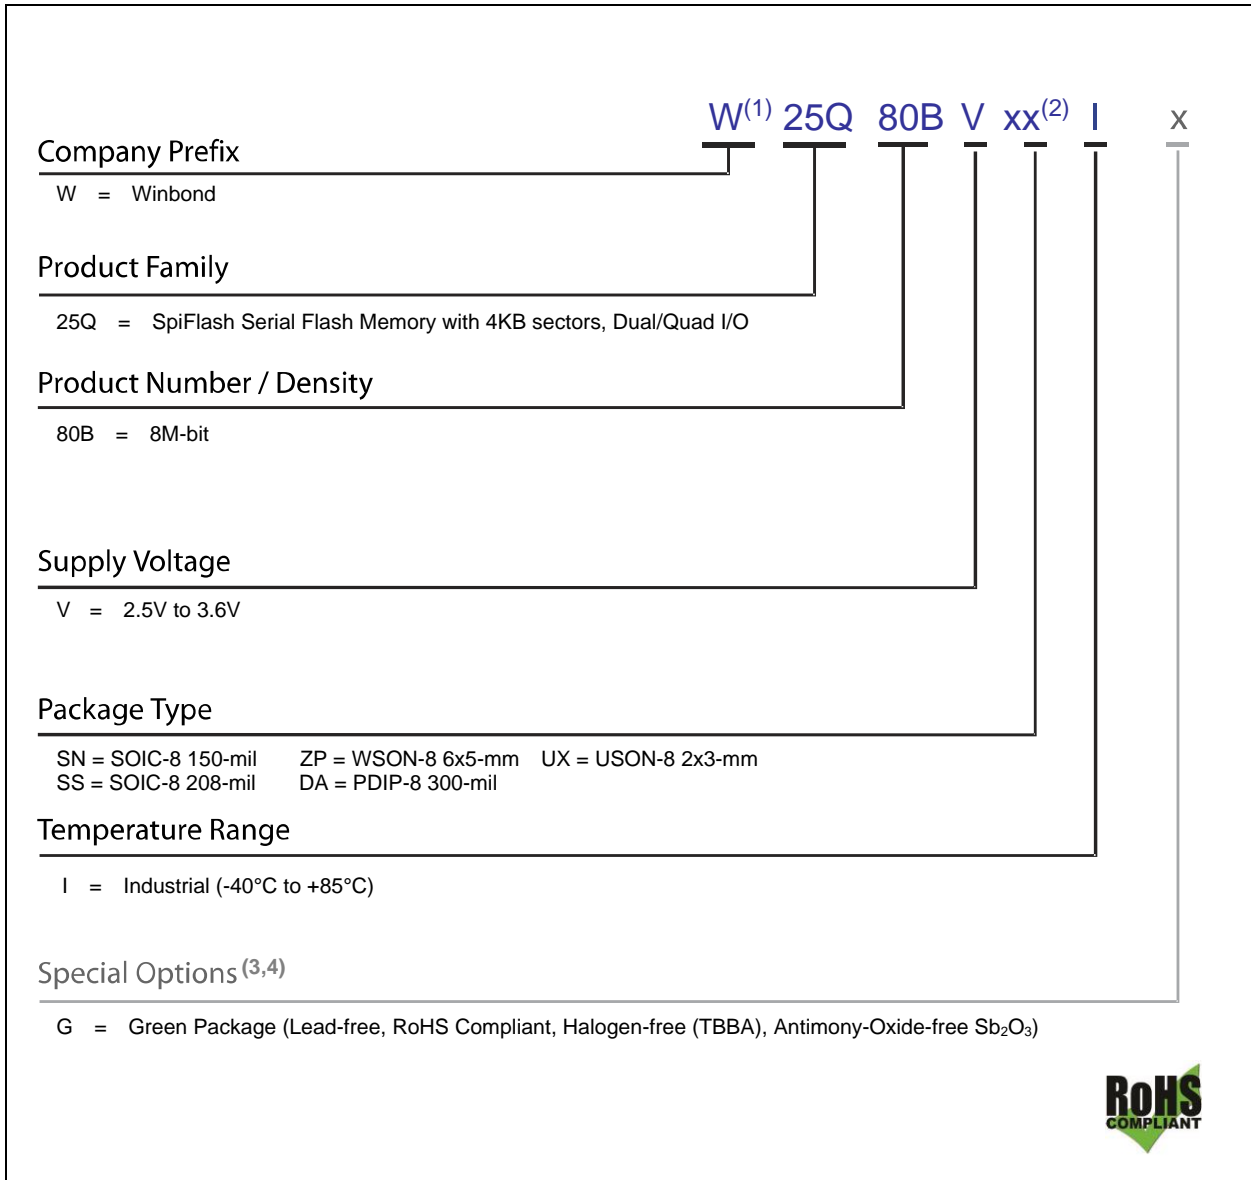 W(1) 25Q 80B V xx(2) I x
Company Prefix
W = Winbond
Product Family
25Q = SpiFlash Serial Flash Memory with 4KB sectors, Dual/Quad I/O
Product Number / Density
80B = 8M-bit
Supply Voltage
V = 2.5V to 3.6V
Package Type
SN = SOIC-8 150-mil ZP = WSON-8 6x5-mm UX = USON-8 2x3-mm
SS = SOIC-8 208-mil DA = PDIP-8 300-mil
Temperature Range
I = Industrial (-40°C to +85°C)
Special Options (3,4)
G = Green Package (Lead-free, RoHS Compliant, Halogen-free (TBBA), Antimony-Oxide-free Sb₂O₃)
RoHS
COMPLIANT